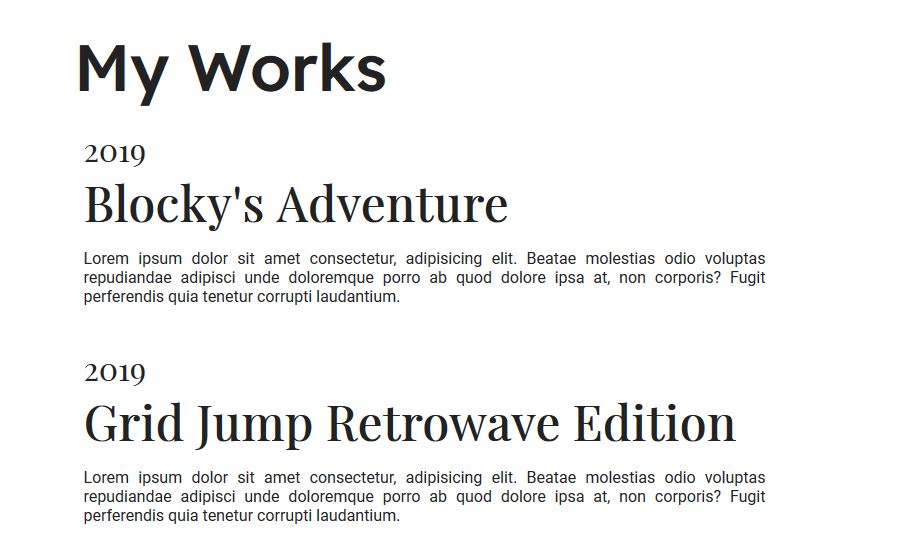 My Works
2019
Blocky's Adventure
Lorem ipsum dolor sit amet consectetur, adipisicing elit. Beatae molestias odio voluptas
repudiandae adipisci unde doloremque porro ab quod dolore ipsa at, non corporis? Fugit
perferendis quia tenetur corrupti laudantium.
2019
Grid Jump Retrowave Edition
Lorem ipsum dolor sit amet consectetur, adipisicing elit. Beatae molestias odio voluptas
repudiandae adipisci unde doloremque porro ab quod dolore ipsa at, non corporis? Fugit
perferendis quia tenetur corrupti laudantium.